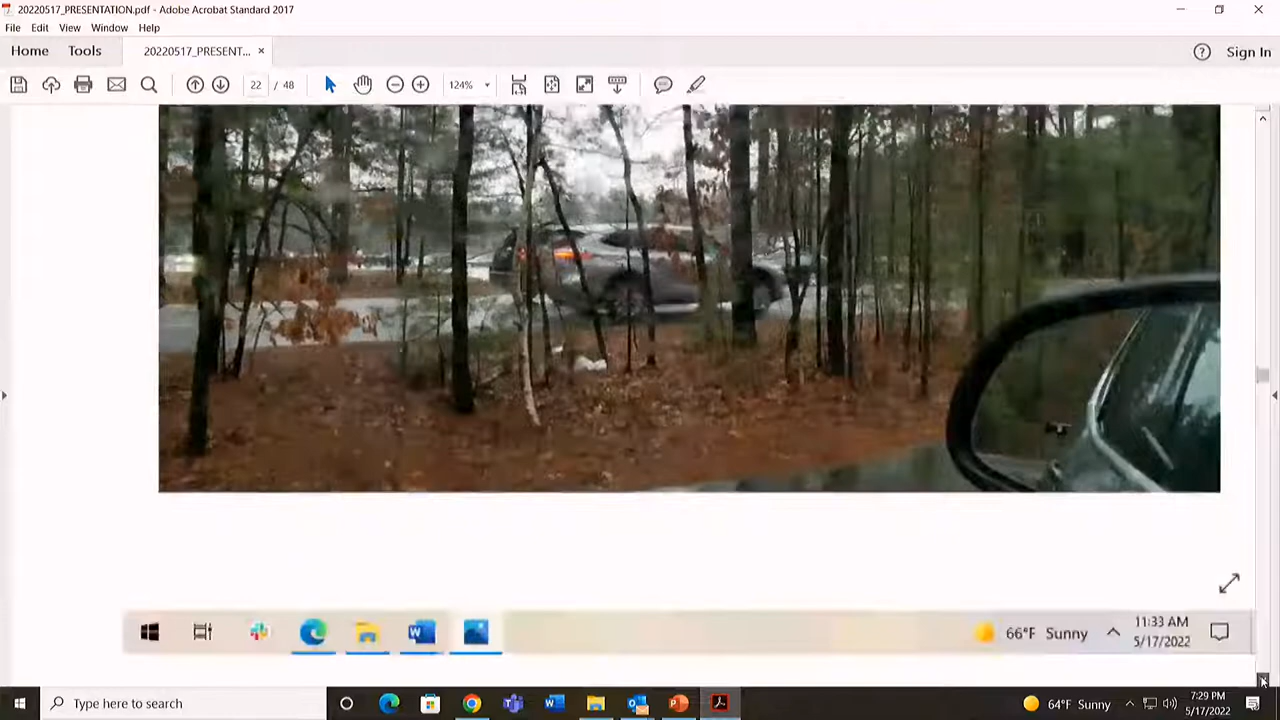 20220517_PRESENTATION.pdf - Adobe Acrobat Standard 2017
File Edit View Window Help
Home Tools 20220517_PRESENT... × Sign In
22 / 48 124%
66°F Sunny 11:33 AM
5/17/2022
Type here to search 64°F Sunny 7:29 PM
5/17/2022